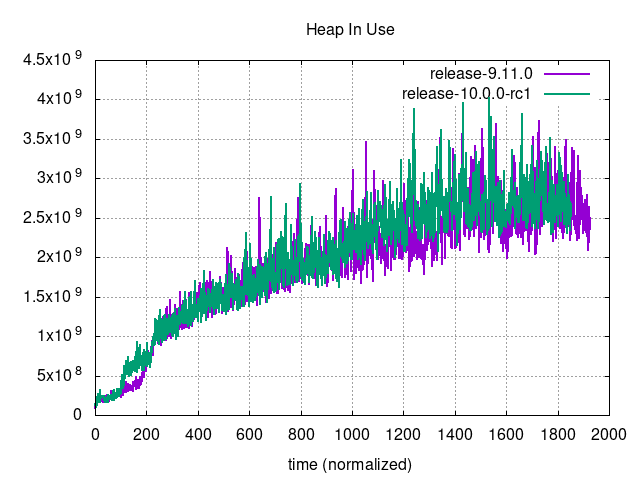 Heap In Use
4.5x10^9
4x10^9
3.5x10^9
3x10^9
2.5x10^9
2x10^9
1.5x10^9
1x10^9
5x10^8
0
0 200 400 600 800 1000 1200 1400 1600 1800 2000
time (normalized)
release-9.11.0
release-10.0.0-rc1